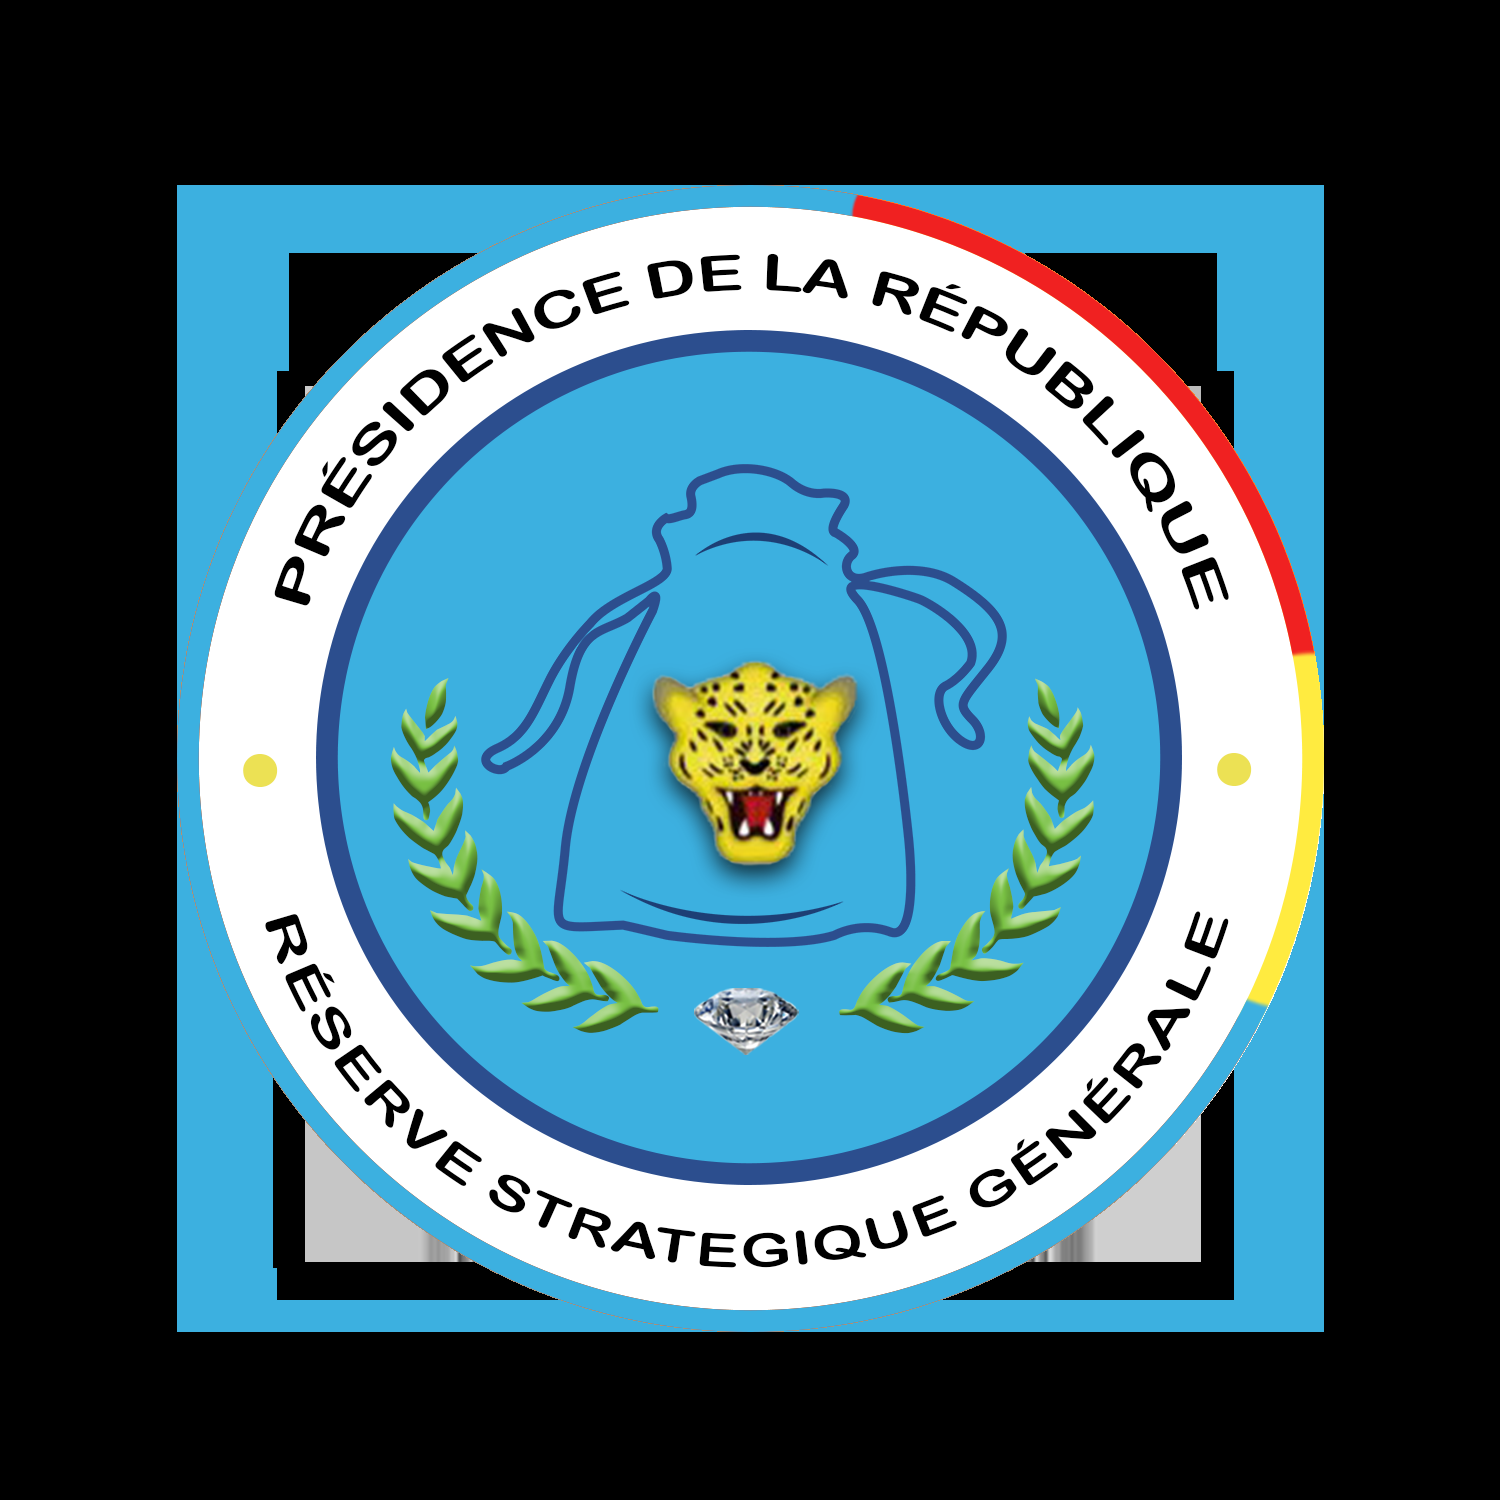 PRÉSIDENCE DE LA RÉPUBLIQUE
RÉSERVE STRATEGIQUE GÉNÉRALE